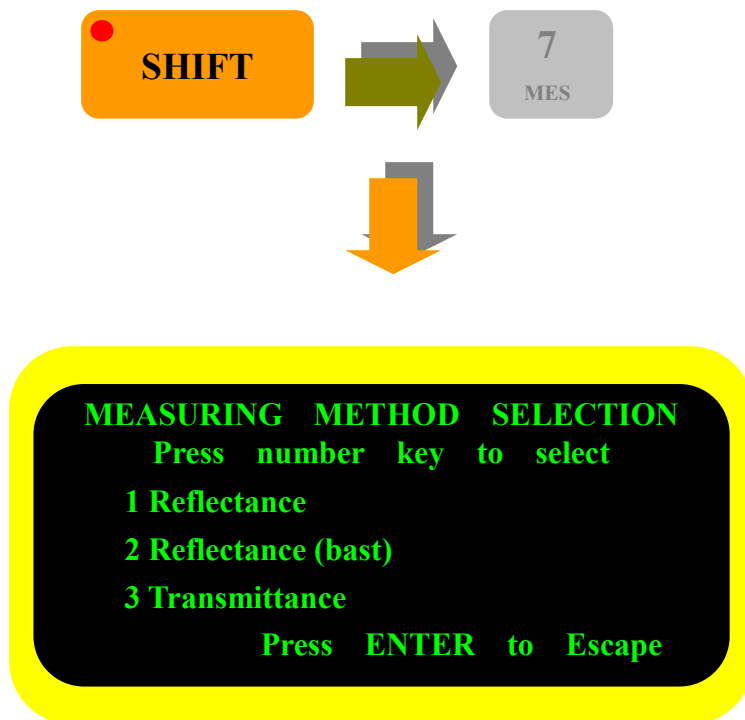 SHIFT
7
MES
MEASURING METHOD SELECTION
Press number key to select
1 Reflectance
2 Reflectance (bast)
3 Transmittance
Press ENTER to Escape